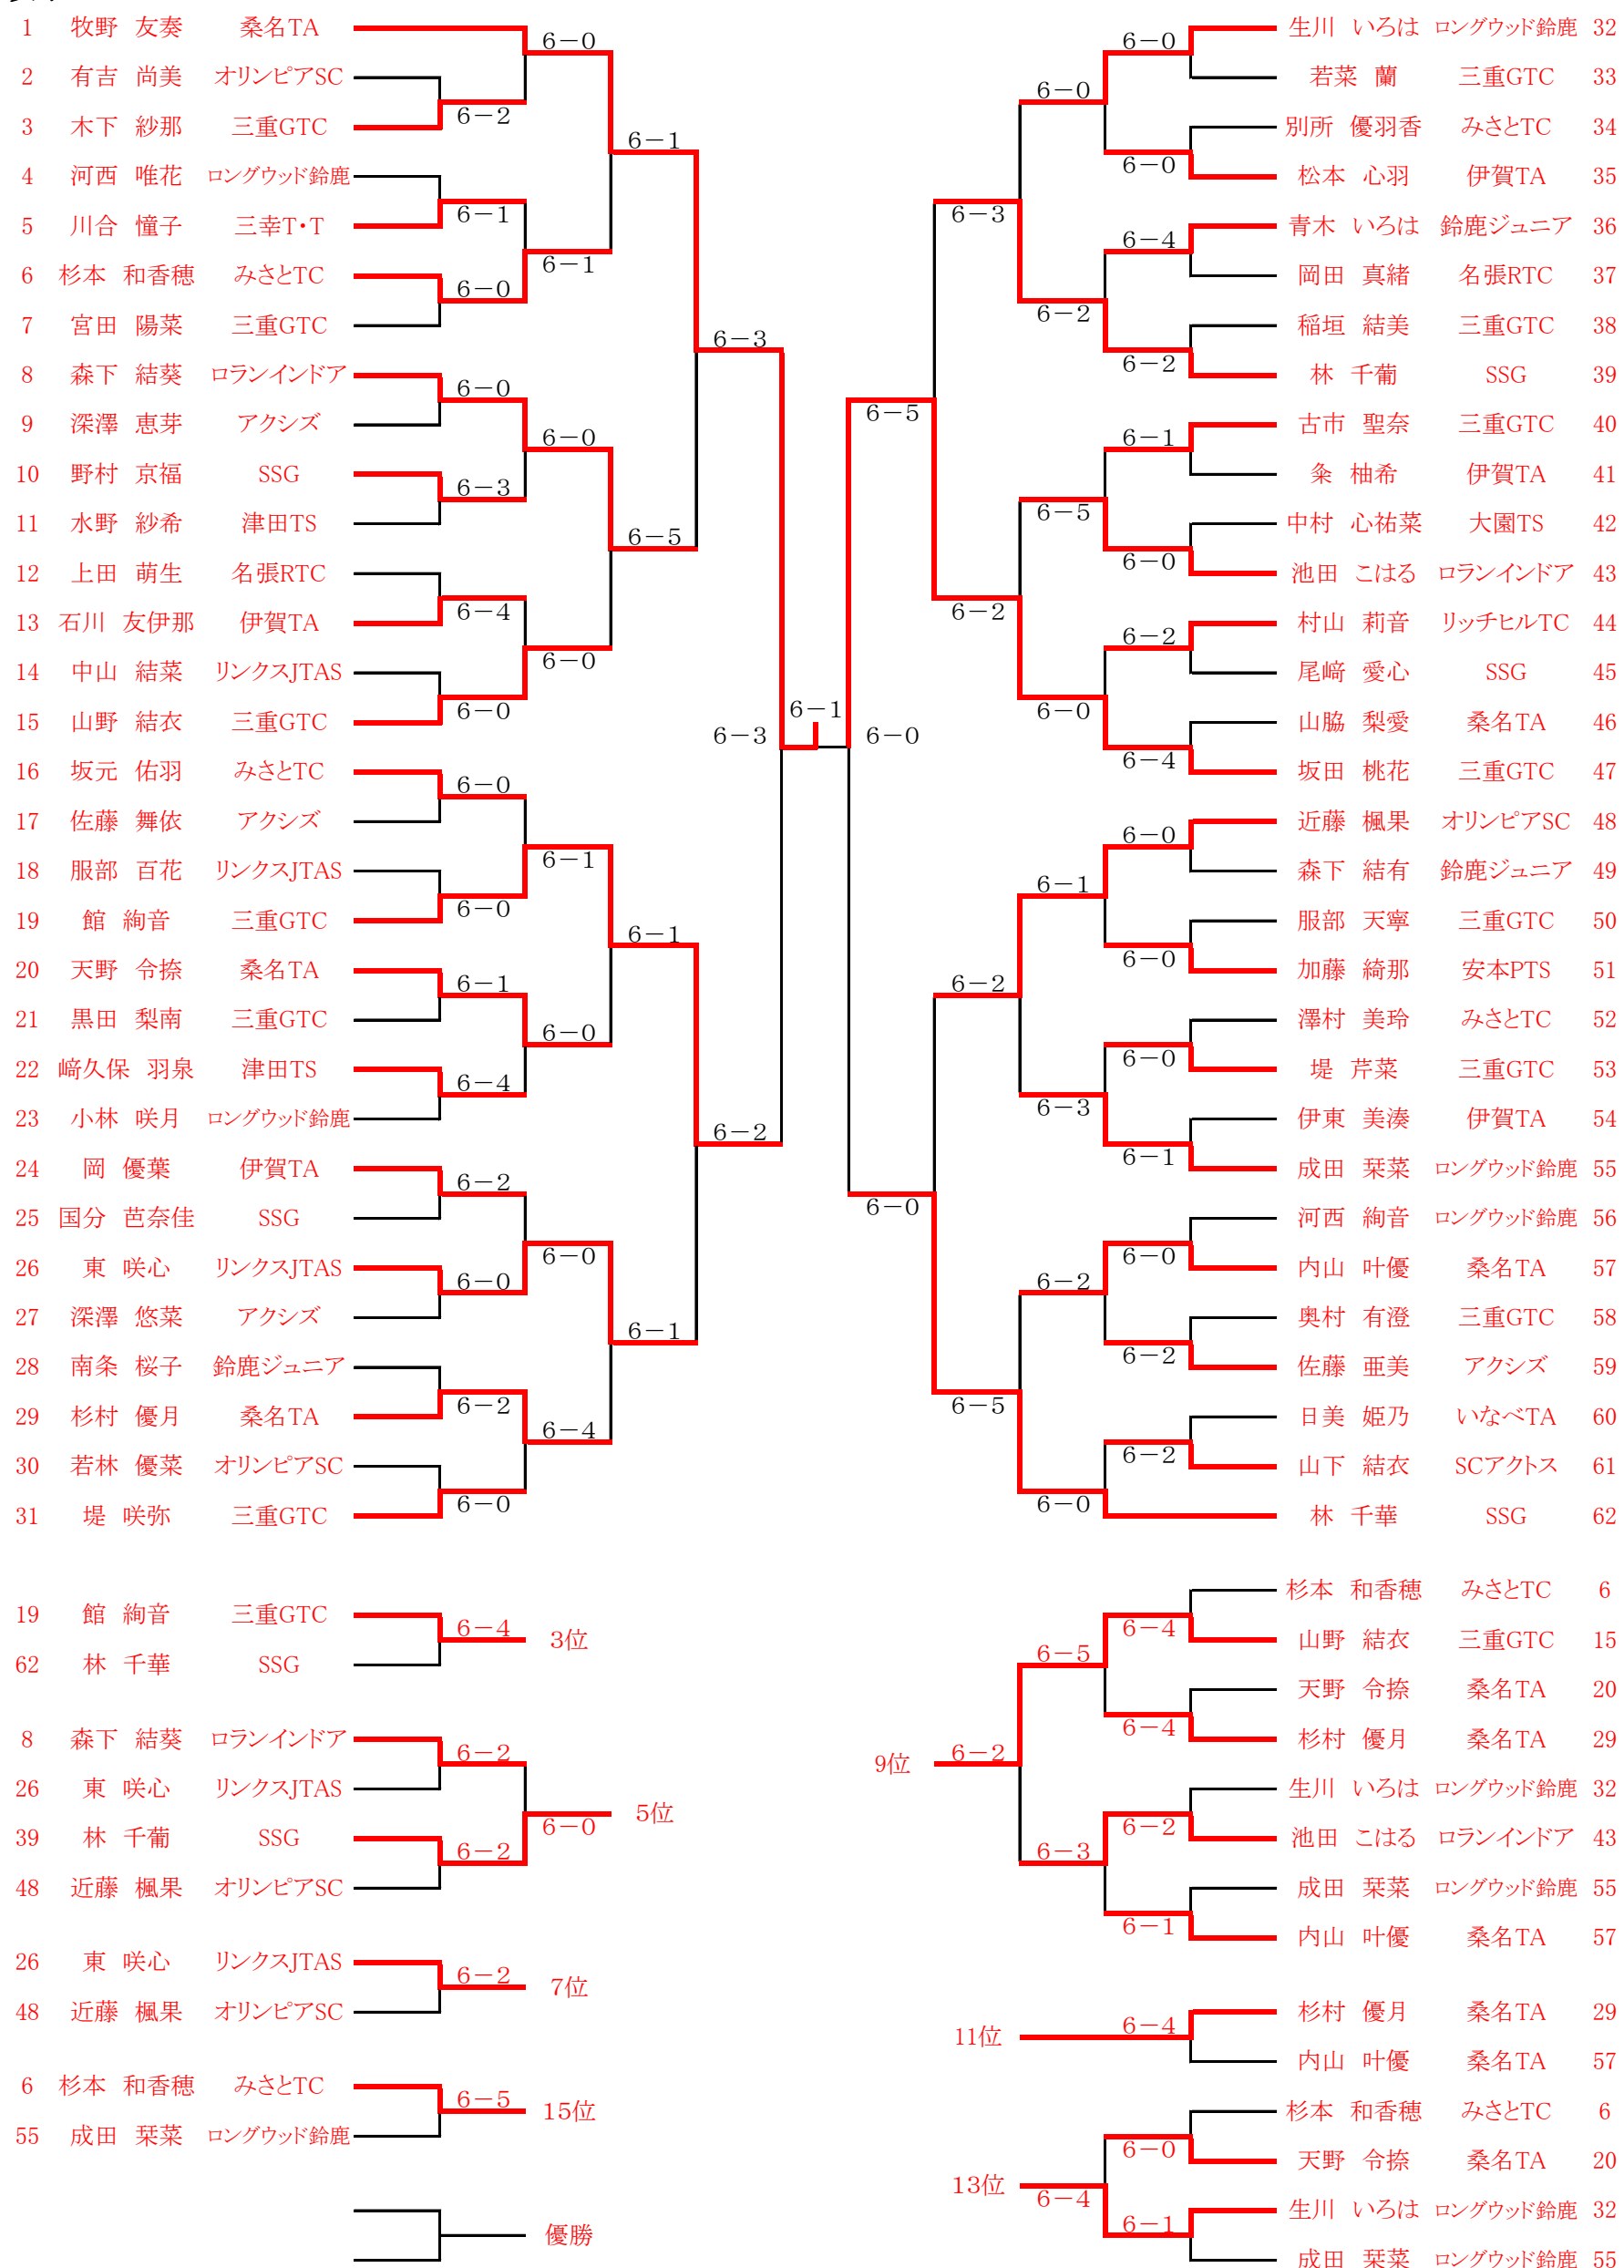 1 牧野 友奏 桑名TA
2 有吉 尚美 オリンピアSC
3 木下 紗那 三重GTC
4 河西 唯花 ロングウッド鈴鹿
5 川合 憧子 三幸T・T
6 杉本 和香穂 みさとTC
7 宮田 陽菜 三重GTC
8 森下 結葵 ロランインドア
9 深澤 恵芽 アクシズ
10 野村 京福 SSG
11 水野 紗希 津田TS
12 上田 萌生 名張RTC
13 石川 友伊那 伊賀TA
14 中山 結菜 リンクスJTAS
15 山野 結衣 三重GTC
16 坂元 佑羽 みさとTC
17 佐藤 舞依 アクシズ
18 服部 百花 リンクスJTAS
19 館 絢音 三重GTC
20 天野 令捺 桑名TA
21 黒田 梨南 三重GTC
22 﨑久保 羽泉 津田TS
23 小林 咲月 ロングウッド鈴鹿
24 岡 優葉 伊賀TA
25 国分 芭奈佳 SSG
26 東 咲心 リンクスJTAS
27 深澤 悠菜 アクシズ
28 南条 桜子 鈴鹿ジュニア
29 杉村 優月 桑名TA
30 若林 優菜 オリンピアSC
31 堤 咲弥 三重GTC
6-2
6-1
6-0
6-0
6-3
6-4
6-0
6-0
6-0
6-1
6-4
6-2
6-0
6-2
6-0
6-0
6-1
6-0
6-0
6-1
6-0
6-0
6-4
6-1
6-5
6-1
6-1
6-3
6-2
6-3
6-1
6-0
6-5
6-0
6-3
6-2
6-2
6-5
6-0
6-2
6-5
6-0
6-1
6-3
6-2
6-0
6-0
6-0
6-4
6-2
6-1
6-0
6-2
6-4
6-0
6-0
6-0
6-1
6-0
6-2
6-2
生川 いろは ロングウッド鈴鹿 32
若菜 蘭 三重GTC 33
別所 優羽香 みさとTC 34
松本 心羽 伊賀TA 35
青木 いろは 鈴鹿ジュニア 36
岡田 真緒 名張RTC 37
稲垣 結美 三重GTC 38
林 千葡 SSG 39
古市 聖奈 三重GTC 40
粂 柚希 伊賀TA 41
中村 心祐菜 大園TS 42
池田 こはる ロランインドア 43
村山 莉音 リッチヒルTC 44
尾﨑 愛心 SSG 45
山脇 梨愛 桑名TA 46
坂田 桃花 三重GTC 47
近藤 楓果 オリンピアSC 48
森下 結有 鈴鹿ジュニア 49
服部 天寧 三重GTC 50
加藤 綺那 安本PTS 51
澤村 美玲 みさとTC 52
堤 芹菜 三重GTC 53
伊東 美湊 伊賀TA 54
成田 栞菜 ロングウッド鈴鹿 55
河西 絢音 ロングウッド鈴鹿 56
内山 叶優 桑名TA 57
奥村 有澄 三重GTC 58
佐藤 亜美 アクシズ 59
日美 姫乃 いなべTA 60
山下 結衣 SCアクトス 61
林 千華 SSG 62
19 館 絢音 三重GTC
6-4 3位
62 林 千華 SSG
8 森下 結葵 ロランインドア
6-2
26 東 咲心 リンクスJTAS
6-0 5位
39 林 千葡 SSG
6-2
48 近藤 楓果 オリンピアSC
26 東 咲心 リンクスJTAS
6-2 7位
48 近藤 楓果 オリンピアSC
6 杉本 和香穂 みさとTC
6-5 15位
55 成田 栞菜 ロングウッド鈴鹿
優勝
杉本 和香穂 みさとTC 6
6-4
山野 結衣 三重GTC 15
6-5
天野 令捺 桑名TA 20
6-4
杉村 優月 桑名TA 29
9位 6-2
生川 いろは ロングウッド鈴鹿 32
6-2
池田 こはる ロランインドア 43
6-3
成田 栞菜 ロングウッド鈴鹿 55
6-1
内山 叶優 桑名TA 57
杉村 優月 桑名TA 29
11位 6-4
内山 叶優 桑名TA 57
杉本 和香穂 みさとTC 6
6-0
天野 令捺 桑名TA 20
13位 6-4
生川 いろは ロングウッド鈴鹿 32
6-1
成田 栞菜 ロングウッド鈴鹿 55